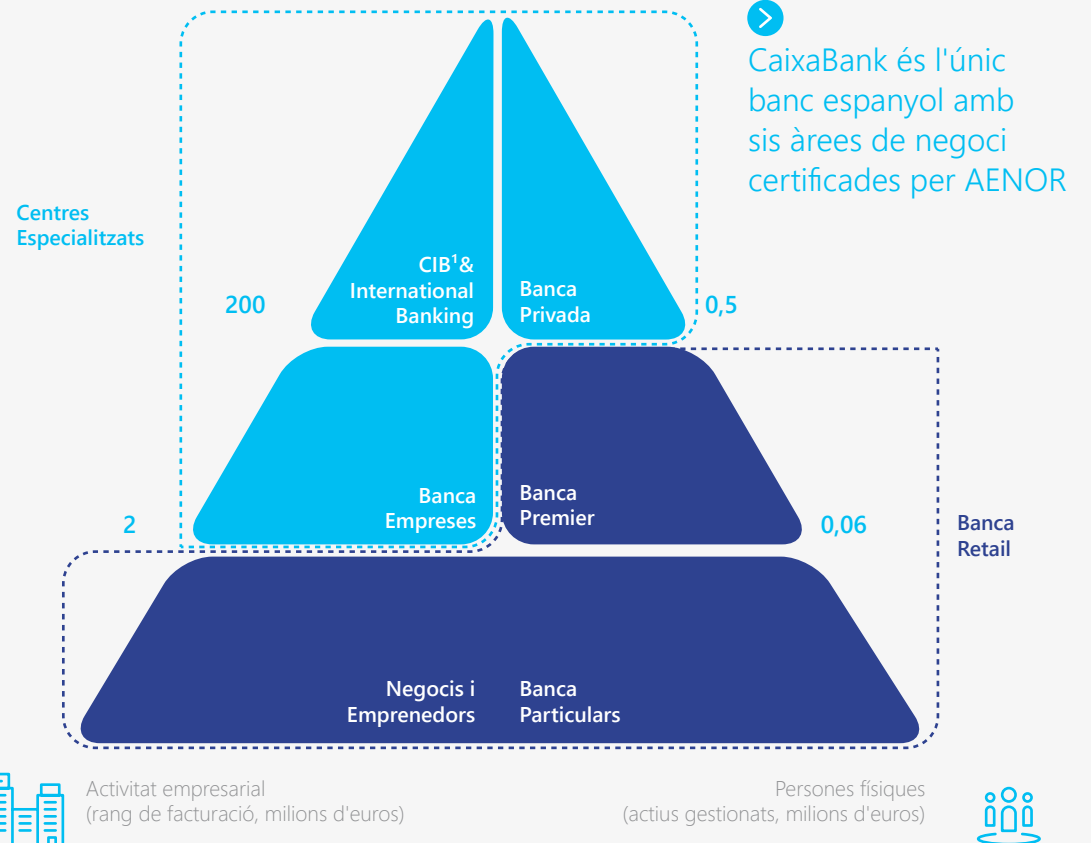 CaixaBank és l'únic
banc espanyol amb
sis àrees de negoci
certificades per AENOR
Centres
Especialitzats
CIB¹&
International
Banking
Banca
Privada
200
0,5
Banca
Empreses
Banca
Premier
2
0,06
Banca
Retail
Negocis i
Emprenedors
Banca
Particulars
Activitat empresarial
(rang de facturació, milions d'euros)
Persones físiques
(actius gestionats, milions d'euros)